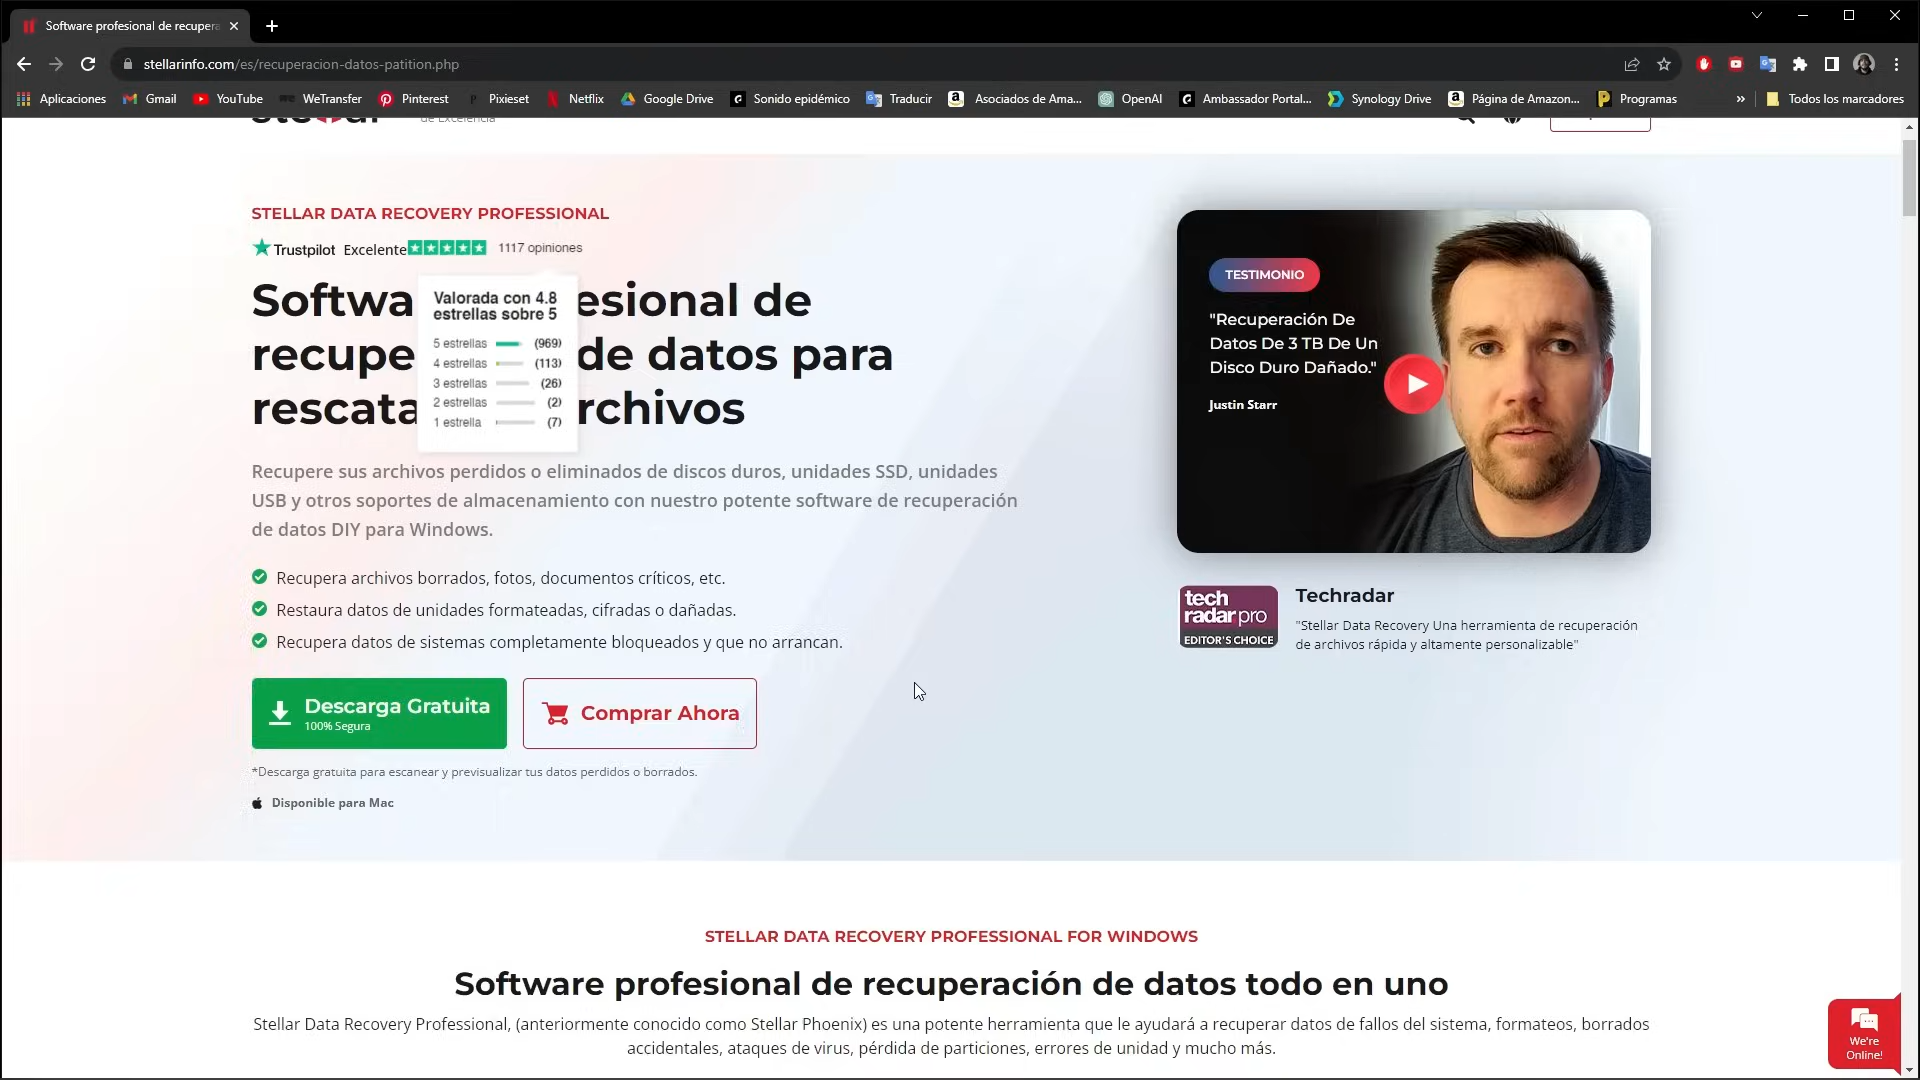 Software profesional de recupera
stellarinfo.com/es/recuperacion-datos-patition.php
Aplicaciones
Gmail
YouTube
WeTransfer
Pinterest
Pixieset
Netflix
Google Drive
Sonido epidémico
Traducir
Asociados de Ama...
OpenAI
Ambassador Portal...
Synology Drive
Página de Amazon...
Programas
»
Todos los marcadores
de Excelencia
STELLAR DATA RECOVERY PROFESSIONAL
Trustpilot Excelente 1117 opiniones
Valorada con 4.8
estrellas sobre 5
5 estrellas (969)
4 estrellas (113)
3 estrellas (26)
2 estrellas (2)
1 estrella (7)
Softwa esional de
recupe de datos para
rescata rchivos
Recupere sus archivos perdidos o eliminados de discos duros, unidades SSD, unidades
USB y otros soportes de almacenamiento con nuestro potente software de recuperación
de datos DIY para Windows.
Recupera archivos borrados, fotos, documentos críticos, etc.
Restaura datos de unidades formateadas, cifradas o dañadas.
Recupera datos de sistemas completamente bloqueados y que no arrancan.
Descarga Gratuita
100% Segura
Comprar Ahora
*Descarga gratuita para escanear y previsualizar tus datos perdidos o borrados.
Disponible para Mac
TESTIMONIO
"Recuperación De
Datos De 3 TB De Un
Disco Duro Dañado."
Justin Starr
tech
radar pro
EDITOR'S CHOICE
Techradar
"Stellar Data Recovery Una herramienta de recuperación
de archivos rápida y altamente personalizable"
STELLAR DATA RECOVERY PROFESSIONAL FOR WINDOWS
Software profesional de recuperación de datos todo en uno
Stellar Data Recovery Professional, (anteriormente conocido como Stellar Phoenix) es una potente herramienta que le ayudará a recuperar datos de fallos del sistema, formateos, borrados
accidentales, ataques de virus, pérdida de particiones, errores de unidad y mucho más.
We're
Online!